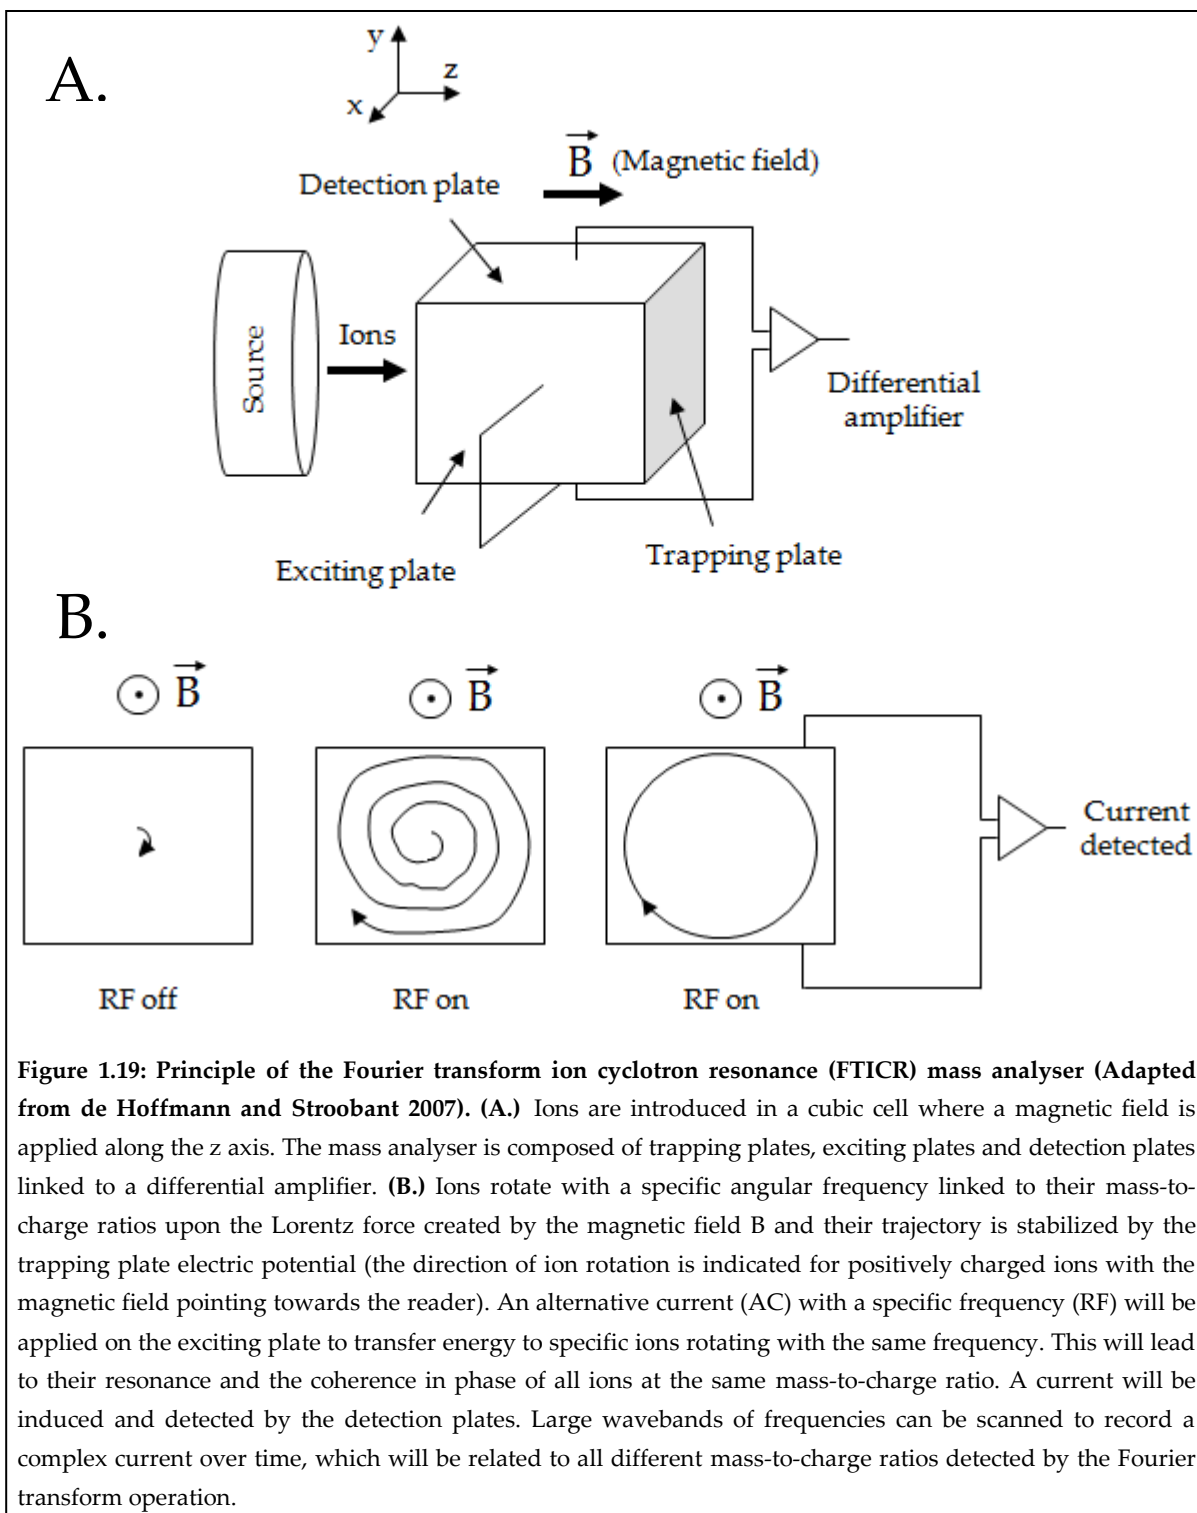 A.
y
z
x
B (Magnetic field)
Detection plate
Source
Ions
Differential
amplifier
Trapping plate
Exciting plate
B.
B
B
B
Current
detected
RF off
RF on
RF on
Figure 1.19: Principle of the Fourier transform ion cyclotron resonance (FTICR) mass analyser (Adapted
from de Hoffmann and Stroobant 2007). (A.) Ions are introduced in a cubic cell where a magnetic field is
applied along the z axis. The mass analyser is composed of trapping plates, exciting plates and detection plates
linked to a differential amplifier. (B.) Ions rotate with a specific angular frequency linked to their mass-to-
charge ratios upon the Lorentz force created by the magnetic field B and their trajectory is stabilized by the
trapping plate electric potential (the direction of ion rotation is indicated for positively charged ions with the
magnetic field pointing towards the reader). An alternative current (AC) with a specific frequency (RF) will be
applied on the exciting plate to transfer energy to specific ions rotating with the same frequency. This will lead
to their resonance and the coherence in phase of all ions at the same mass-to-charge ratio. A current will be
induced and detected by the detection plates. Large wavebands of frequencies can be scanned to record a
complex current over time, which will be related to all different mass-to-charge ratios detected by the Fourier
transform operation.